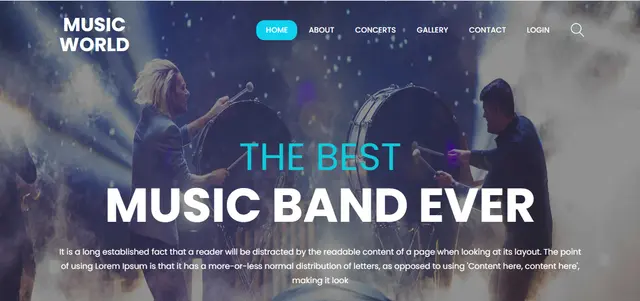 MUSIC
WORLD
HOME ABOUT CONCERTS GALLERY CONTACT LOGIN
THE BEST
MUSIC BAND EVER
It is a long established fact that a reader will be distracted by the readable content of a page when looking at its layout. The point
of using Lorem Ipsum is that it has a more-or-less normal distribution of letters, as opposed to using 'Content here, content here',
making it look